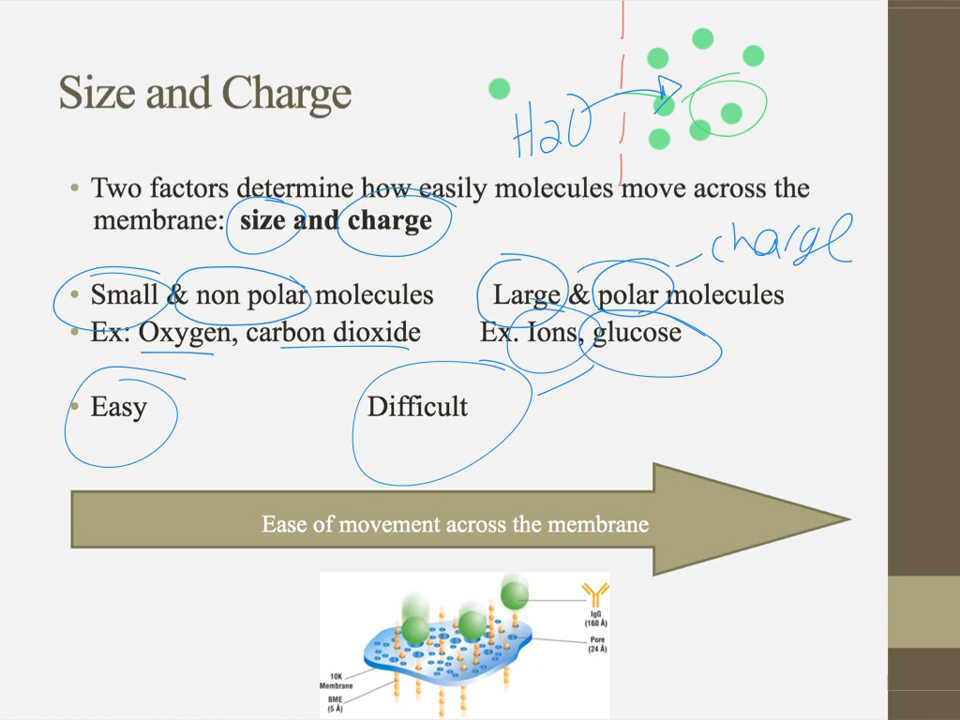 Size and Charge
H2O
• Two factors determine how easily molecules move across the
membrane: size and charge
charge
• Small & non polar molecules Large & polar molecules
• Ex: Oxygen, carbon dioxide Ex. Ions, glucose
• Easy Difficult
Ease of movement across the membrane
IgG
(160 Å)
Pore
(24 Å)
10K
Membrane
BME
(5 Å)